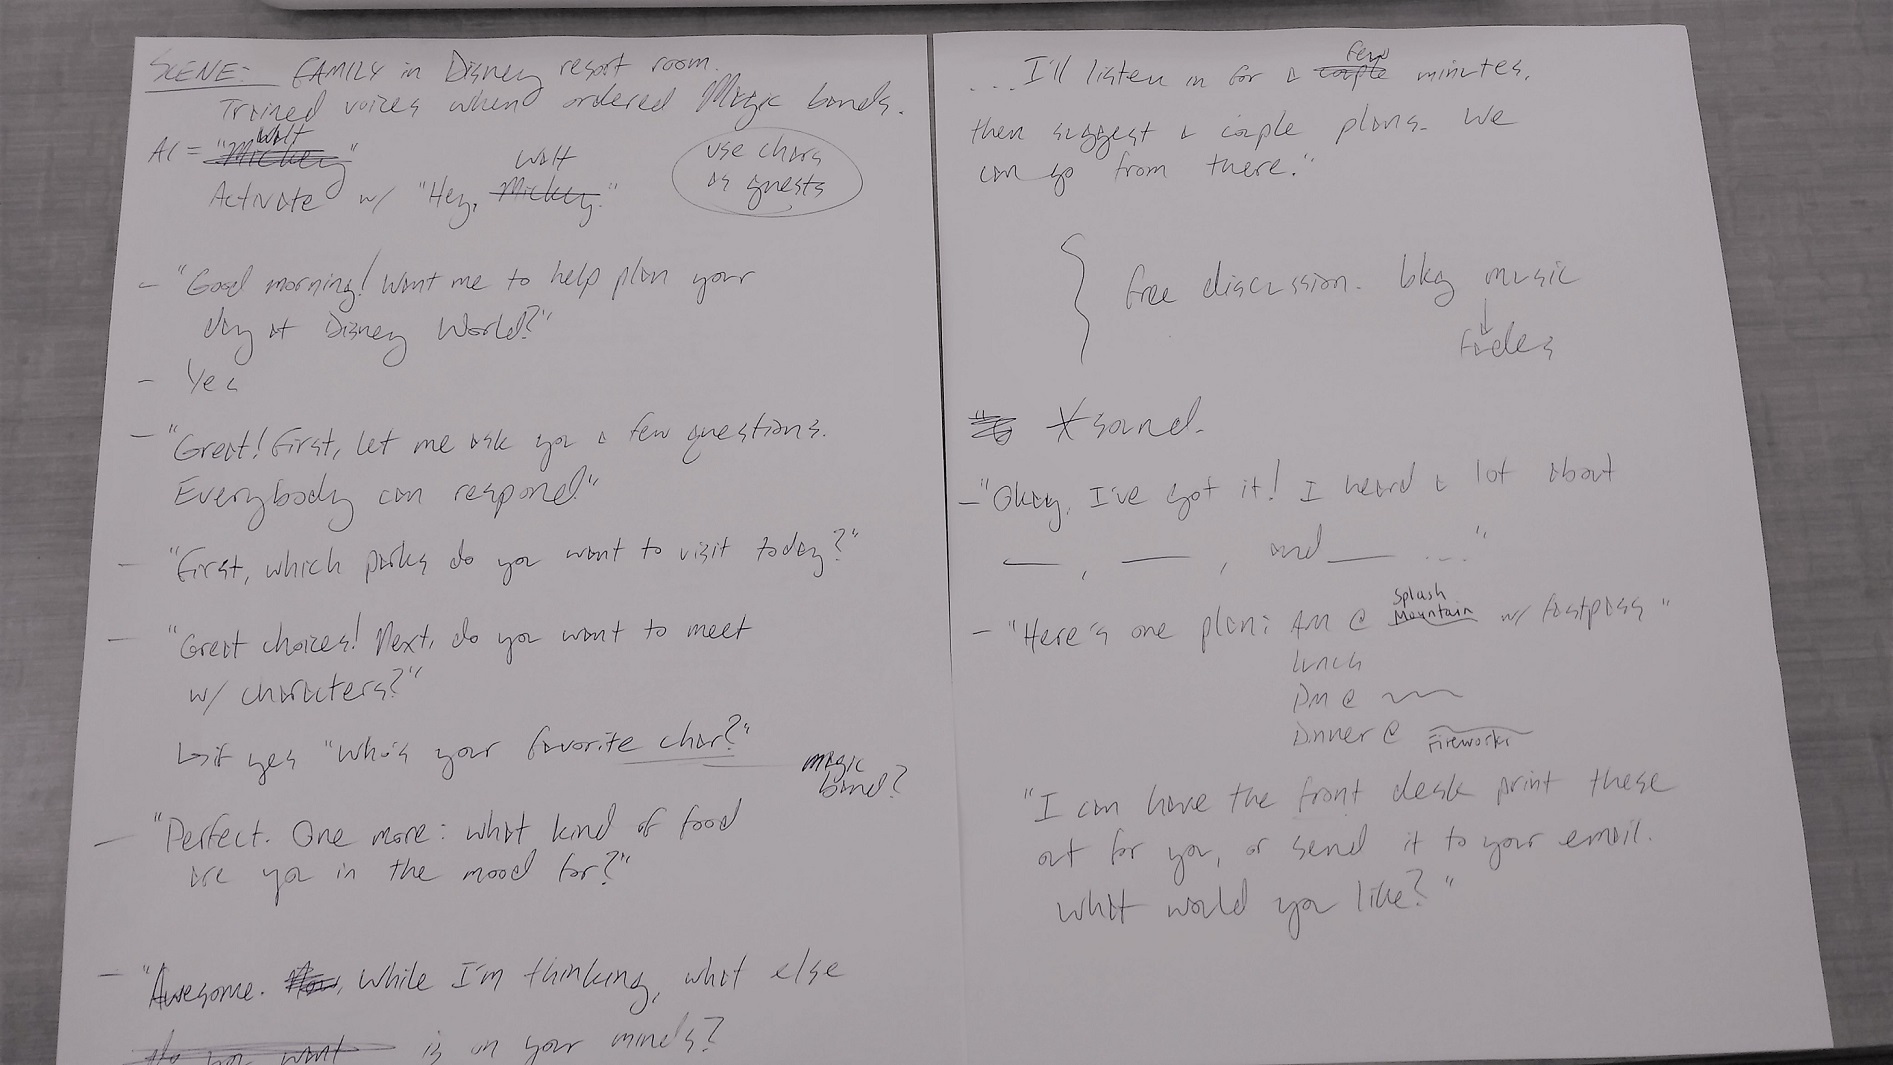 SCENE: FAMILY in Disney resort room.
Trained voices when ordered Magic bands.
Walt
AI = "Mickey"
Walt
Activate w/ "Hey, Mickey."
use chars
as guests
- "Good morning! Want me to help plan your
day at Disney World?"
- Yes
- "Great! First, let me ask you a few questions.
Everybody can respond."
- "First, which parks do you want to visit today?"
- "Great choices! Next, do you want to meet
w/ characters?"
↳ if yes "Who's your favorite char?"
magic
band?
- "Perfect. One more: what kind of food
are you in the mood for?"
- "Awesome. While I'm thinking, what else
do you want is on your minds?
few
...I'll listen in for a couple minutes,
then suggest a couple plans. We
can go from there."
} free discussion. bkg music
↓
fades
* sound.
- "Okay, I've got it! I heard a lot about
__, __, and __ ..."
- "Here's one plan: AM @ Splash Mountain w/ fastpass"
lunch
PM @
Dinner @ Fireworks
"I can have the front desk print these
out for you, or send it to your email.
What would you like?"